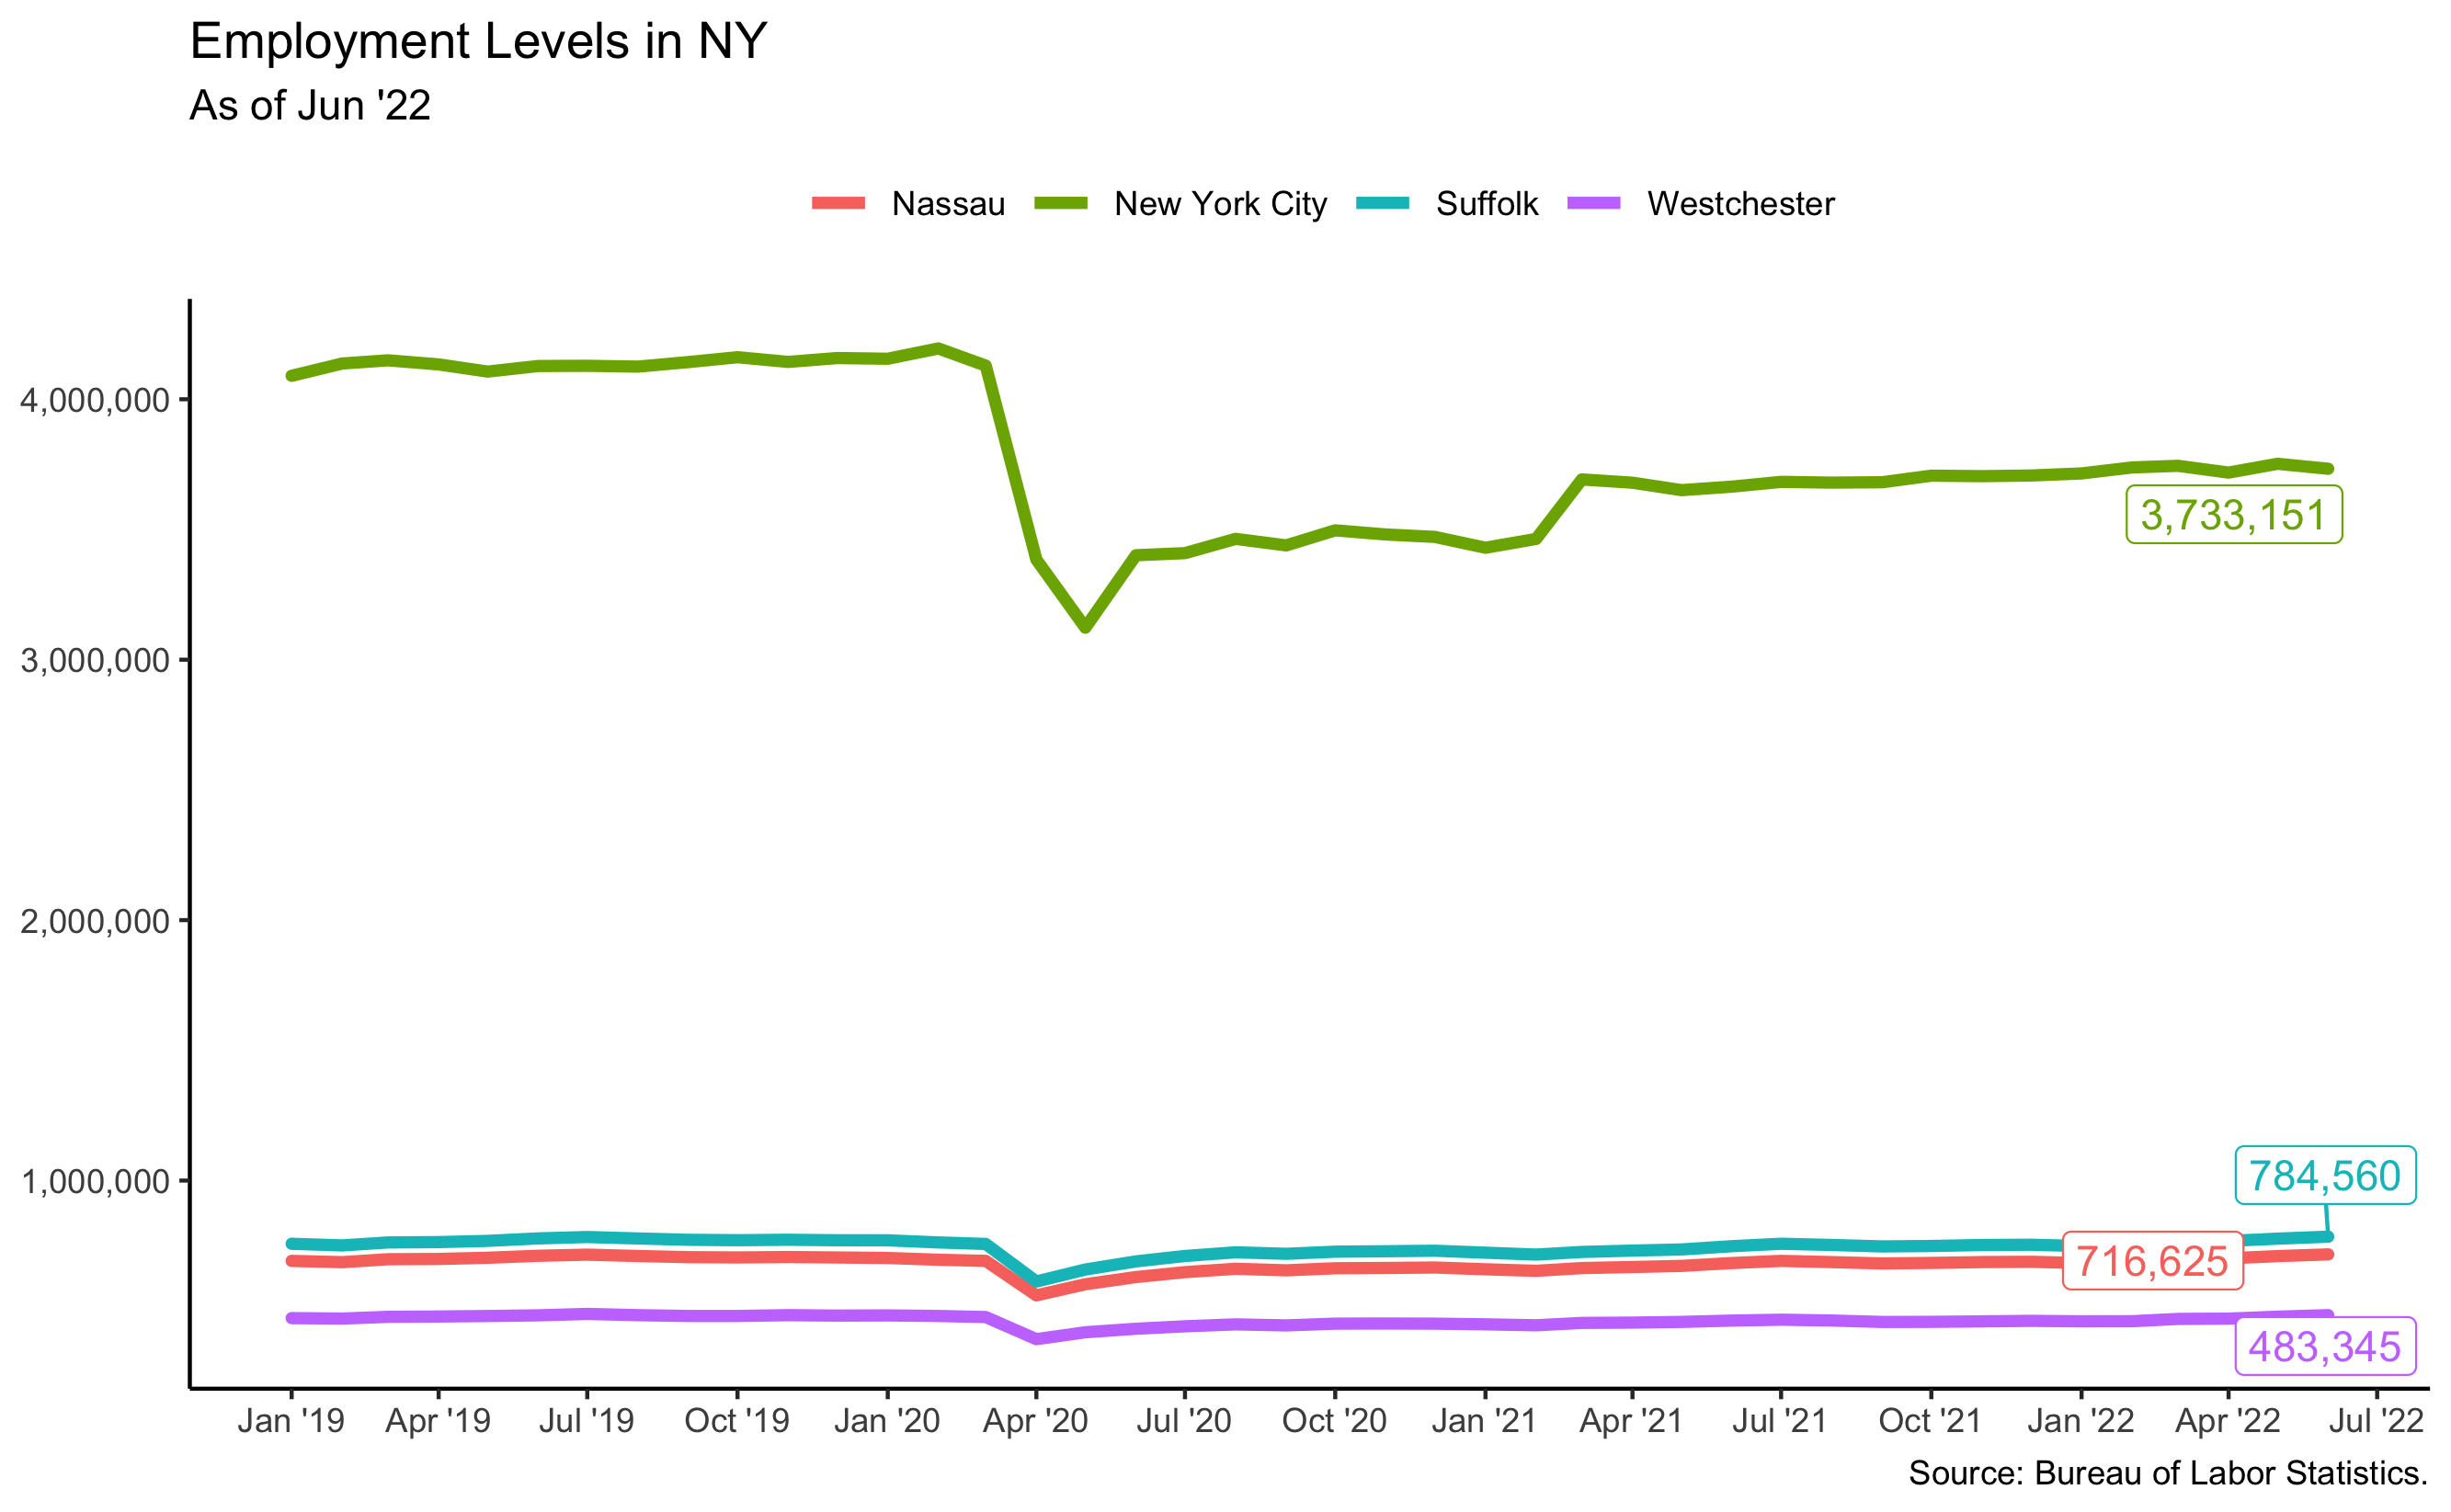 Employment Levels in NY
As of Jun '22
Nassau New York City Suffolk Westchester
4,000,000
3,000,000
2,000,000
1,000,000
3,733,151
784,560
716,625
483,345
Jan '19 Apr '19 Jul '19 Oct '19 Jan '20 Apr '20 Jul '20 Oct '20 Jan '21 Apr '21 Jul '21 Oct '21 Jan '22 Apr '22 Jul '22
Source: Bureau of Labor Statistics.